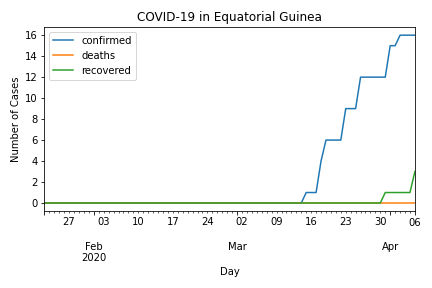 COVID-19 in Equatorial Guinea
confirmed
deaths
recovered
Number of Cases
16
14
12
10
8
6
4
2
0
27 03 10 17 24 02 09 16 23 30 06
Feb Mar Apr
2020
Day